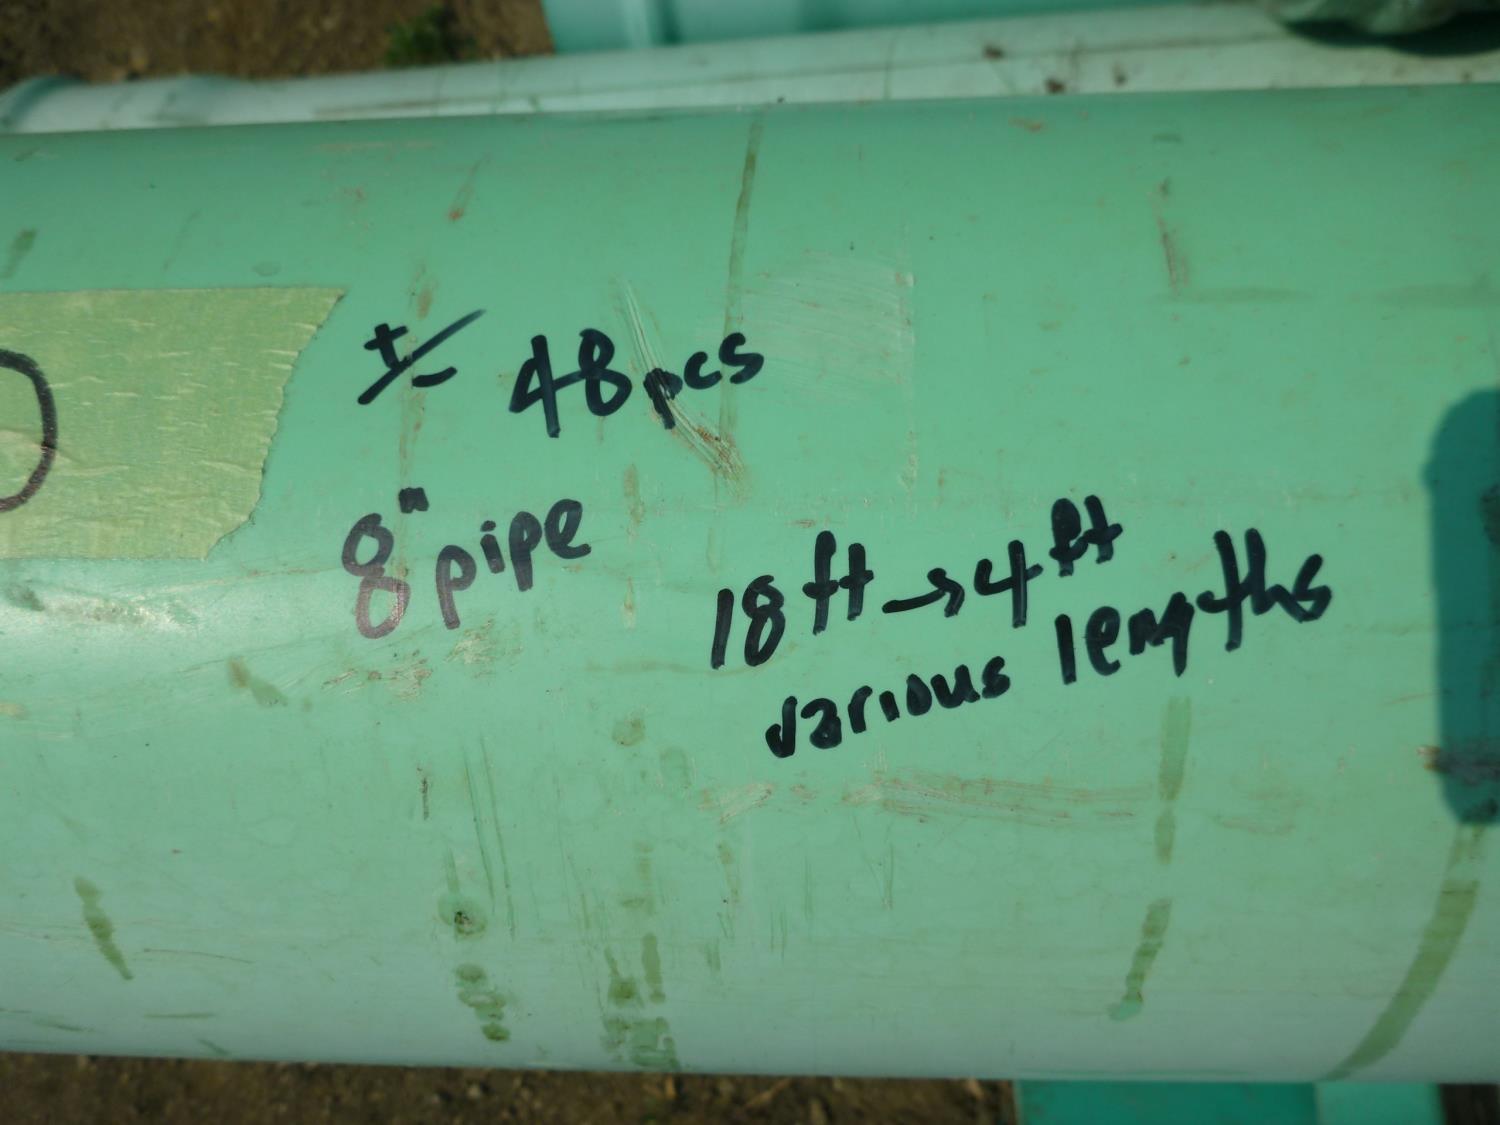 +/- 48pcs
8" pipe
18ft → 4ft
various lengths